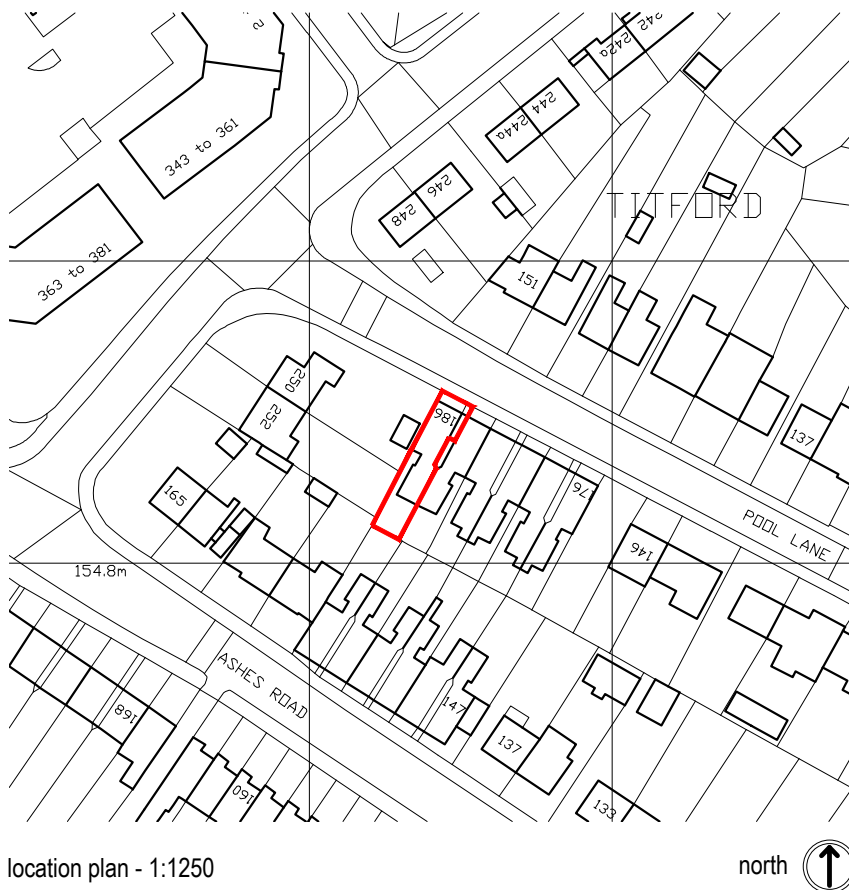 242
242a
244
244a
343 to 361
246
248
TITFORD
363 to 381
151
250
252
186
137
176
165
POOL LANE
146
154.8m
ASHES ROAD
147
168
137
160
133
location plan - 1:1250
north